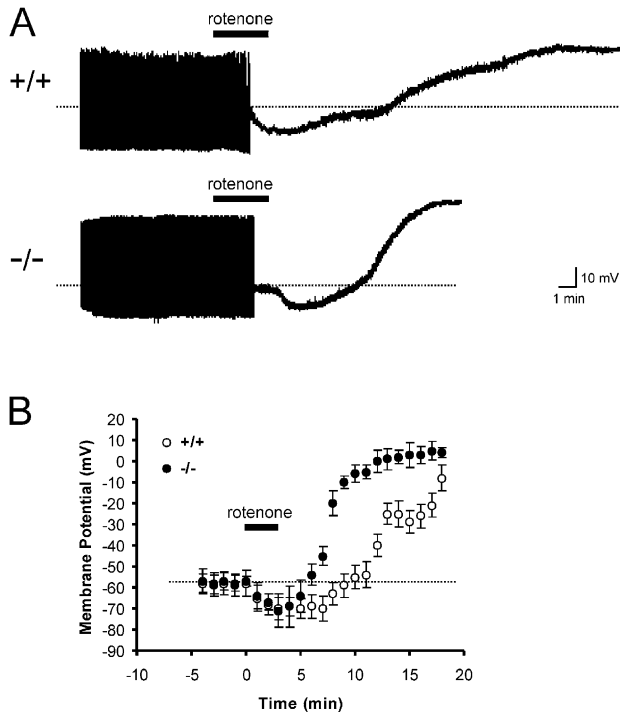 A
rotenone
+/+
rotenone
−/−
10 mV
1 min
B
20
10
0
-10
-20
-30
-40
-50
-60
-70
-80
-90
Membrane Potential (mV)
+/+
-/-
rotenone
-10
-5
0
5
10
15
20
Time (min)